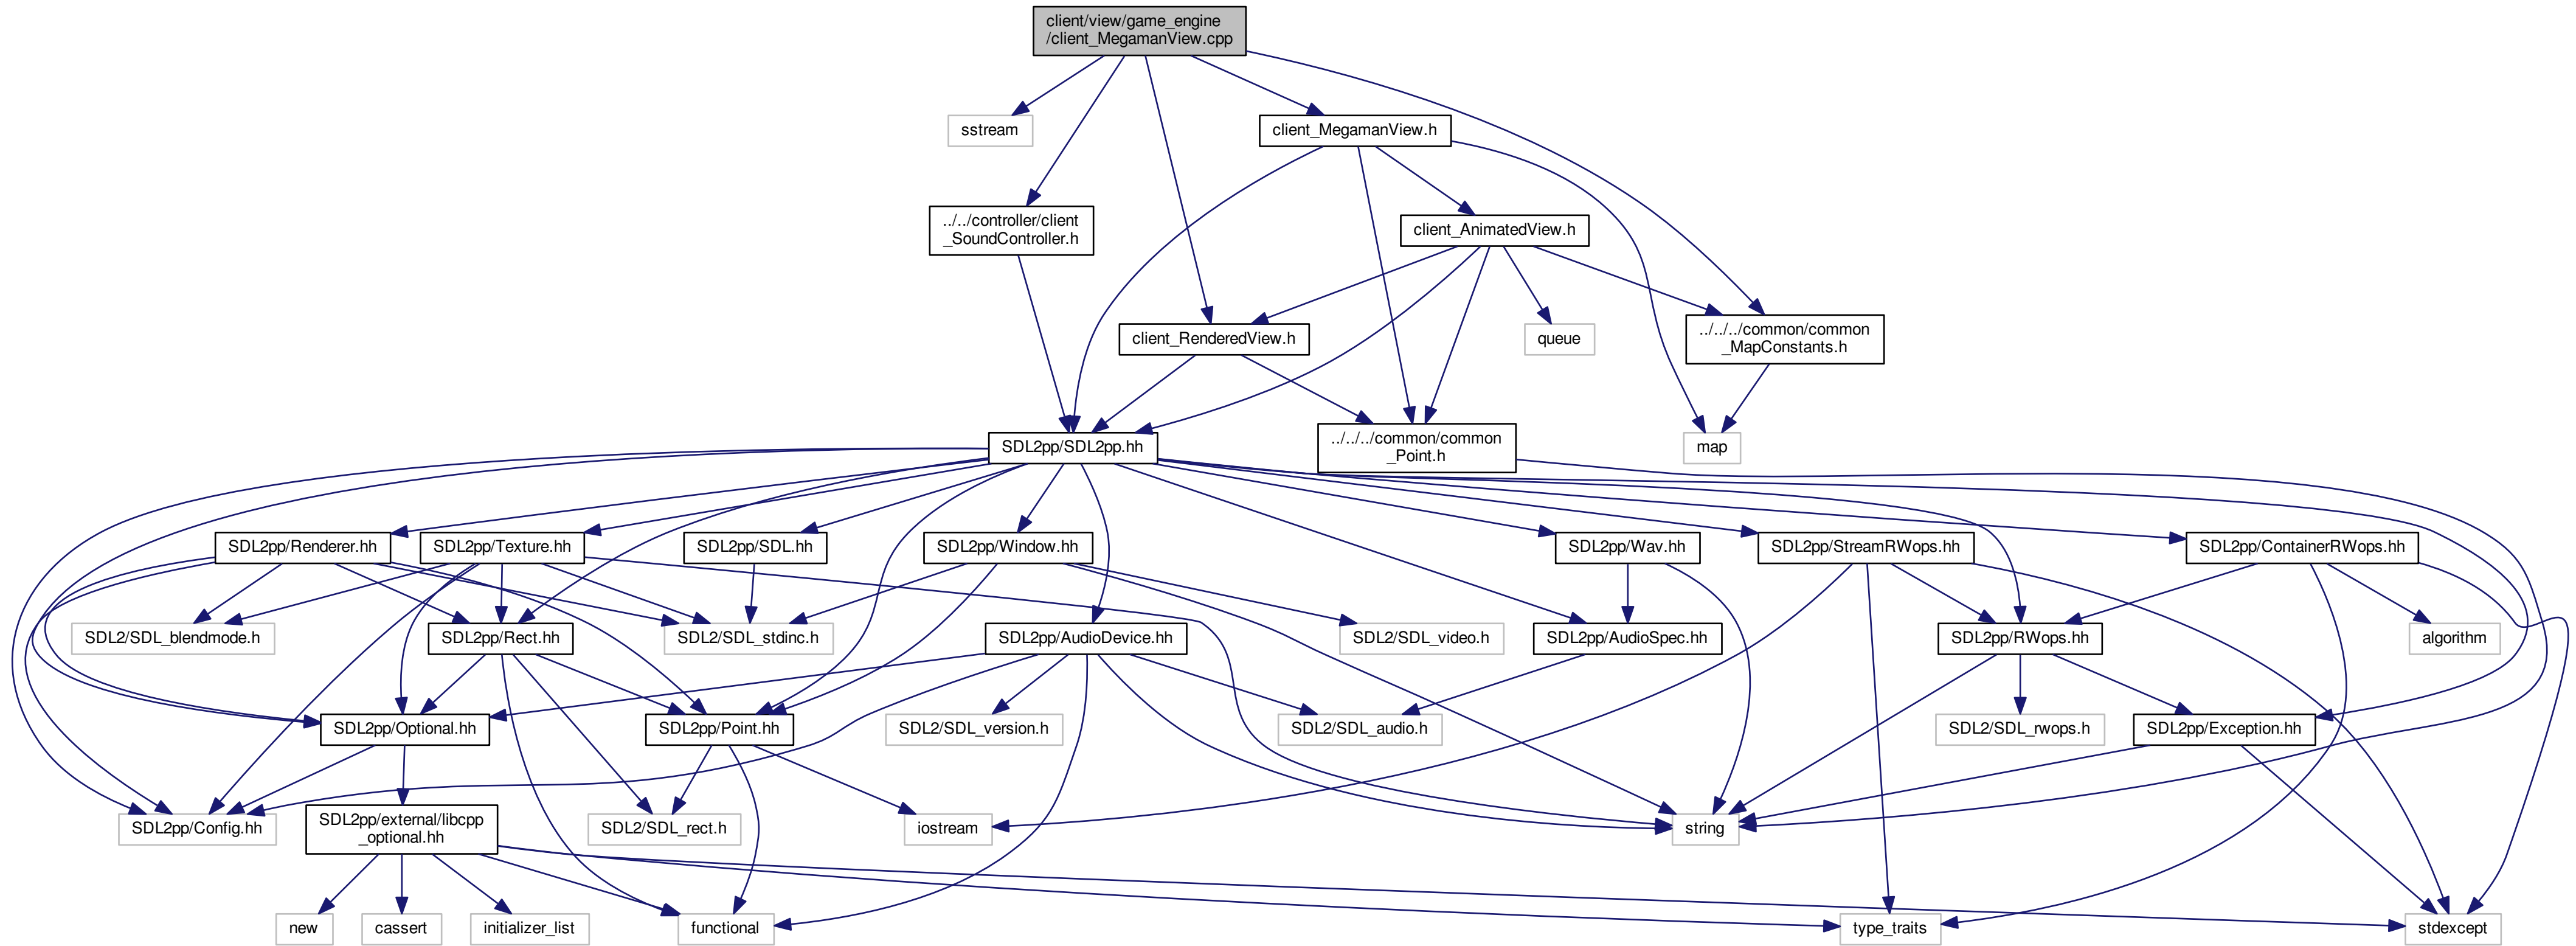 client/view/game_engine
/client_MegamanView.cpp
sstream
client_MegamanView.h
../../controller/client
_SoundController.h
client_AnimatedView.h
client_RenderedView.h
queue
../../../common/common
_MapConstants.h
SDL2pp/SDL2pp.hh
../../../common/common
_Point.h
map
SDL2pp/Renderer.hh
SDL2pp/Texture.hh
SDL2pp/SDL.hh
SDL2pp/Window.hh
SDL2pp/Wav.hh
SDL2pp/StreamRWops.hh
SDL2pp/ContainerRWops.hh
SDL2/SDL_blendmode.h
SDL2pp/Rect.hh
SDL2/SDL_stdinc.h
SDL2pp/AudioDevice.hh
SDL2/SDL_video.h
SDL2pp/AudioSpec.hh
SDL2pp/RWops.hh
algorithm
SDL2pp/Optional.hh
SDL2pp/Point.hh
SDL2/SDL_version.h
SDL2/SDL_audio.h
SDL2/SDL_rwops.h
SDL2pp/Exception.hh
SDL2pp/Config.hh
SDL2pp/external/libcpp
_optional.hh
SDL2/SDL_rect.h
iostream
string
new
cassert
initializer_list
functional
type_traits
stdexcept